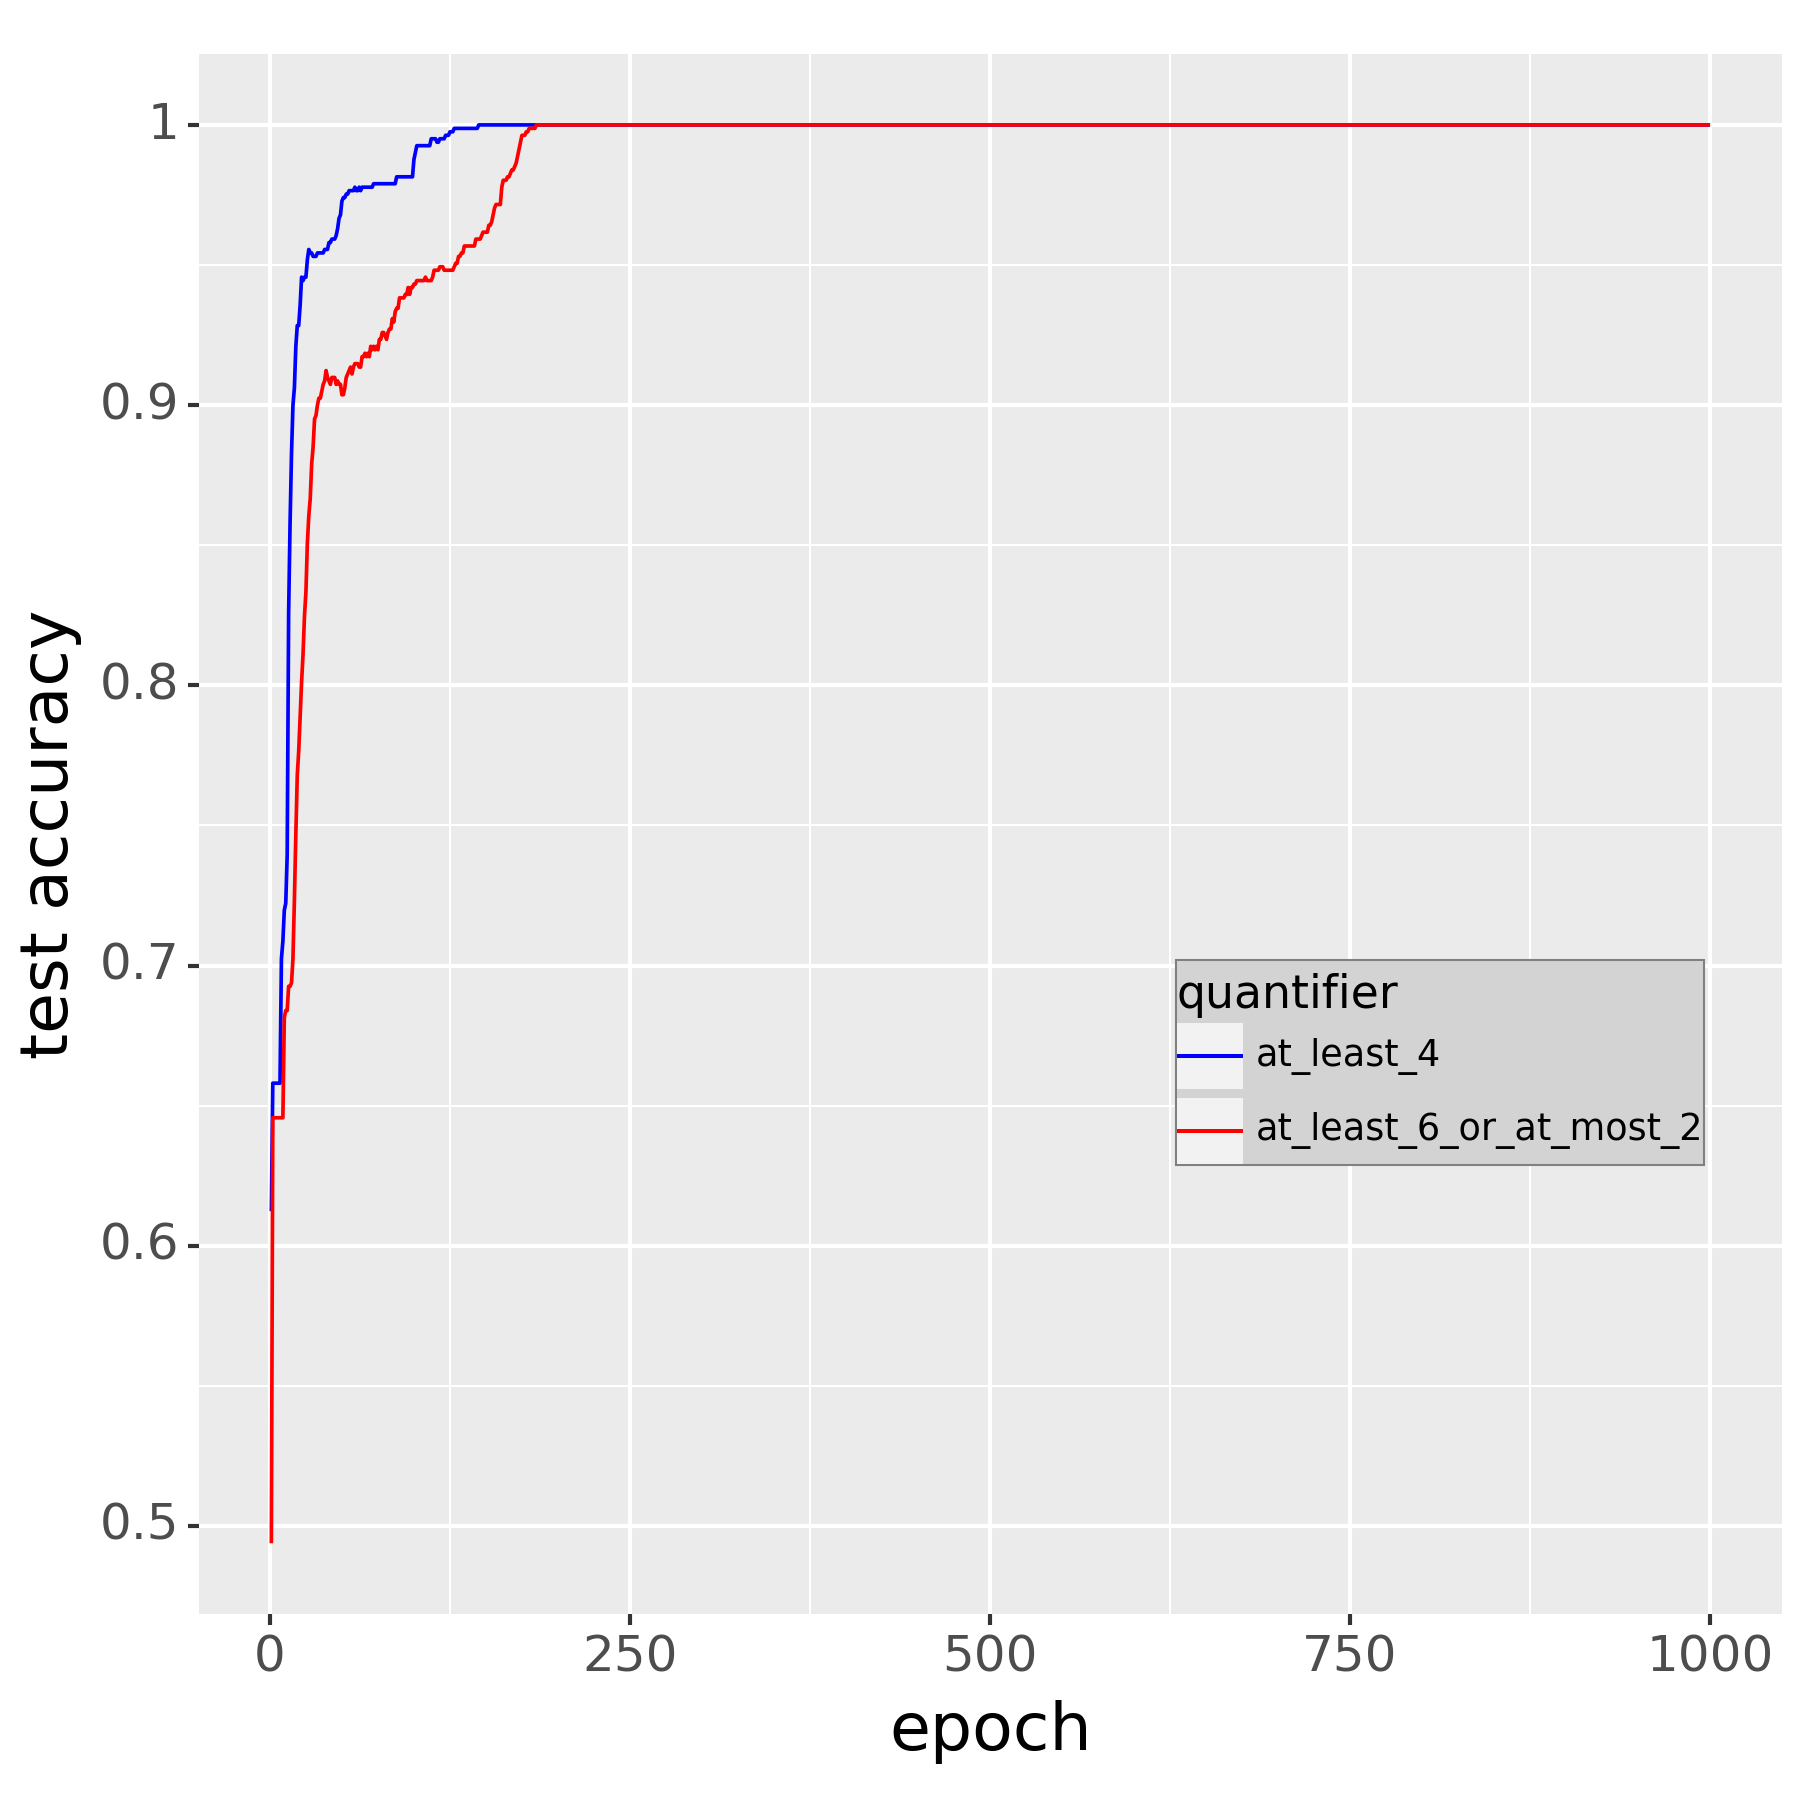 1
0.9
0.8
0.7
0.6
0.5
test accuracy
quantifier
at_least_4
at_least_6_or_at_most_2
0 250 500 750 1000
epoch